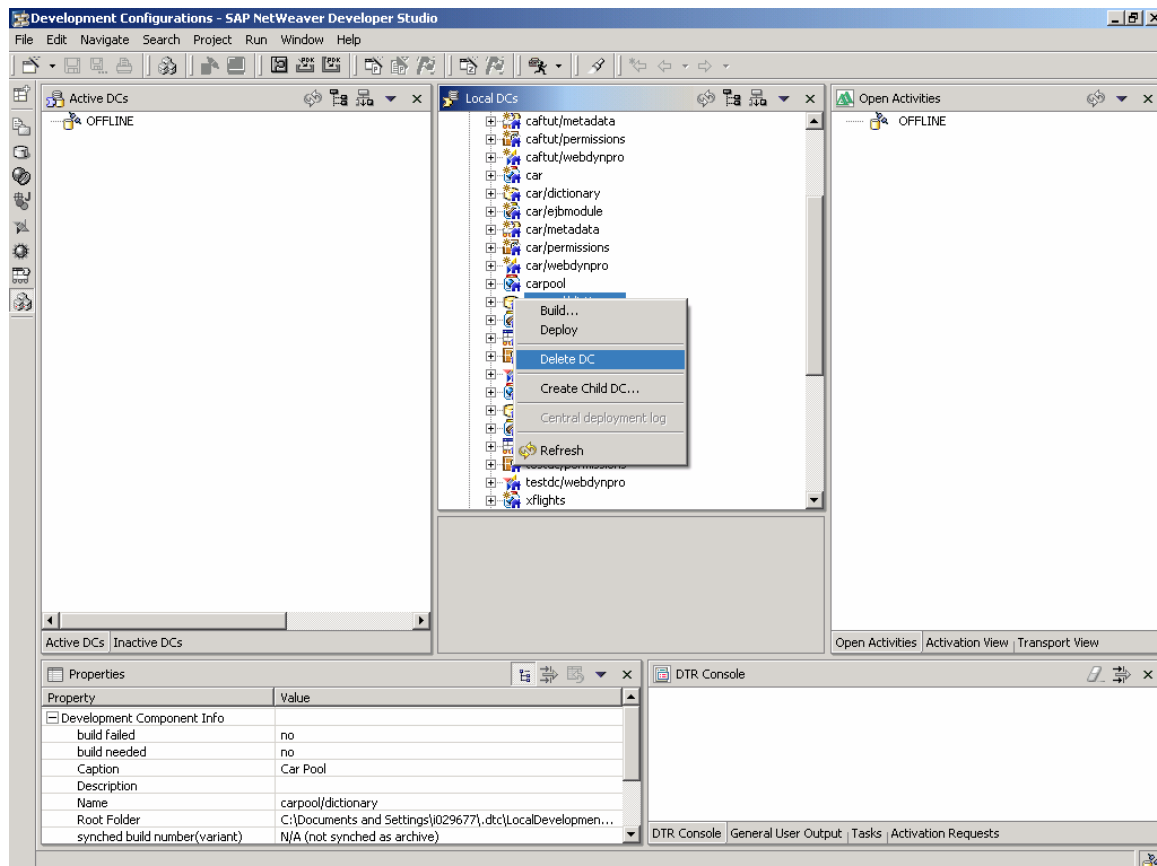 Development Configurations - SAP NetWeaver Developer Studio
File Edit Navigate Search Project Run Window Help
Active DCs
OFFLINE
Local DCs
caftut/metadata
caftut/permissions
caftut/webdynpro
car
car/dictionary
car/ejbmodule
car/metadata
car/permissions
car/webdynpro
carpool
Build...
Deploy
Delete DC
Create Child DC...
Central deployment log
Refresh
testdc/permissions
testdc/webdynpro
xflights
Open Activities
OFFLINE
Active DCs Inactive DCs
Open Activities Activation View Transport View
Properties
Property Value
Development Component Info
build failed no
build needed no
Caption Car Pool
Description
Name carpool/dictionary
Root Folder C:\Documents and Settings\i029677\.dtc\LocalDevelopmen...
synched build number(variant) N/A (not synched as archive)
DTR Console
DTR Console General User Output Tasks Activation Requests